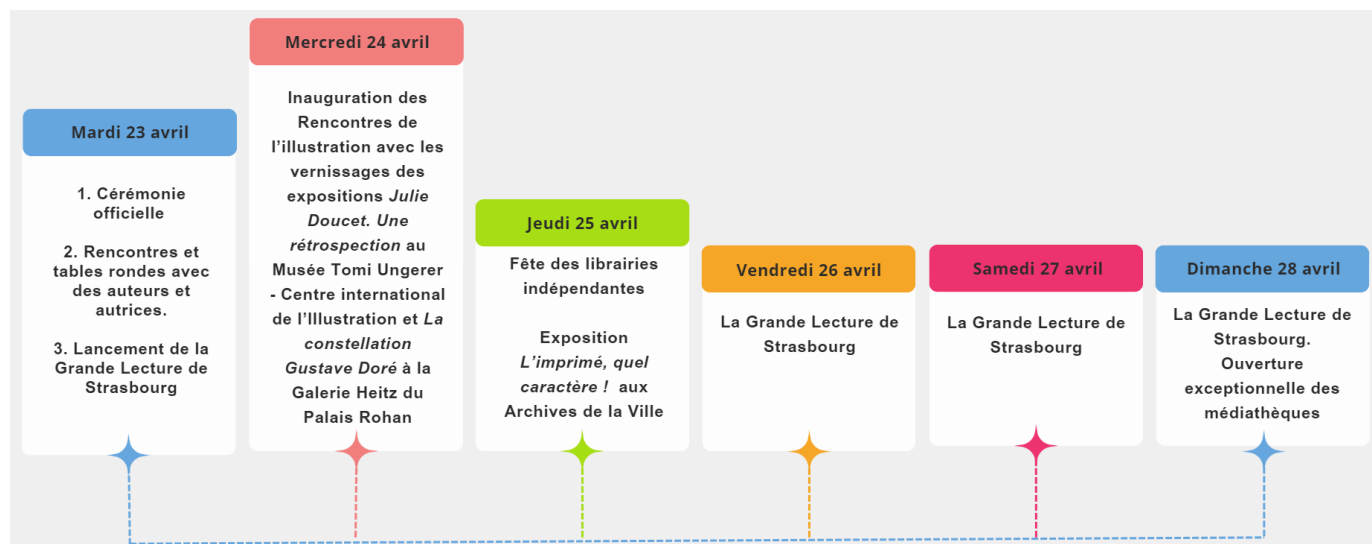 Mardi 23 avril
1. Cérémonie
officielle
2. Rencontres et
tables rondes avec
des auteurs et
autrices.
3. Lancement de la
Grande Lecture de
Strasbourg
Mercredi 24 avril
Inauguration des
Rencontres de
l’illustration avec les
vernissages des
expositions Julie
Doucet. Une
rétrospection au
Musée Tomi Ungerer
- Centre international
de l’Illustration et La
constellation
Gustave Doré à la
Galerie Heitz du
Palais Rohan
Jeudi 25 avril
Fête des librairies
indépendantes
Exposition
L’imprimé, quel
caractère ! aux
Archives de la Ville
Vendredi 26 avril
La Grande Lecture de
Strasbourg
Samedi 27 avril
La Grande Lecture de
Strasbourg
Dimanche 28 avril
La Grande Lecture de
Strasbourg.
Ouverture
exceptionnelle des
médiathèques